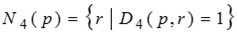 N₄(p) = {r | D₄(p,r) = 1}